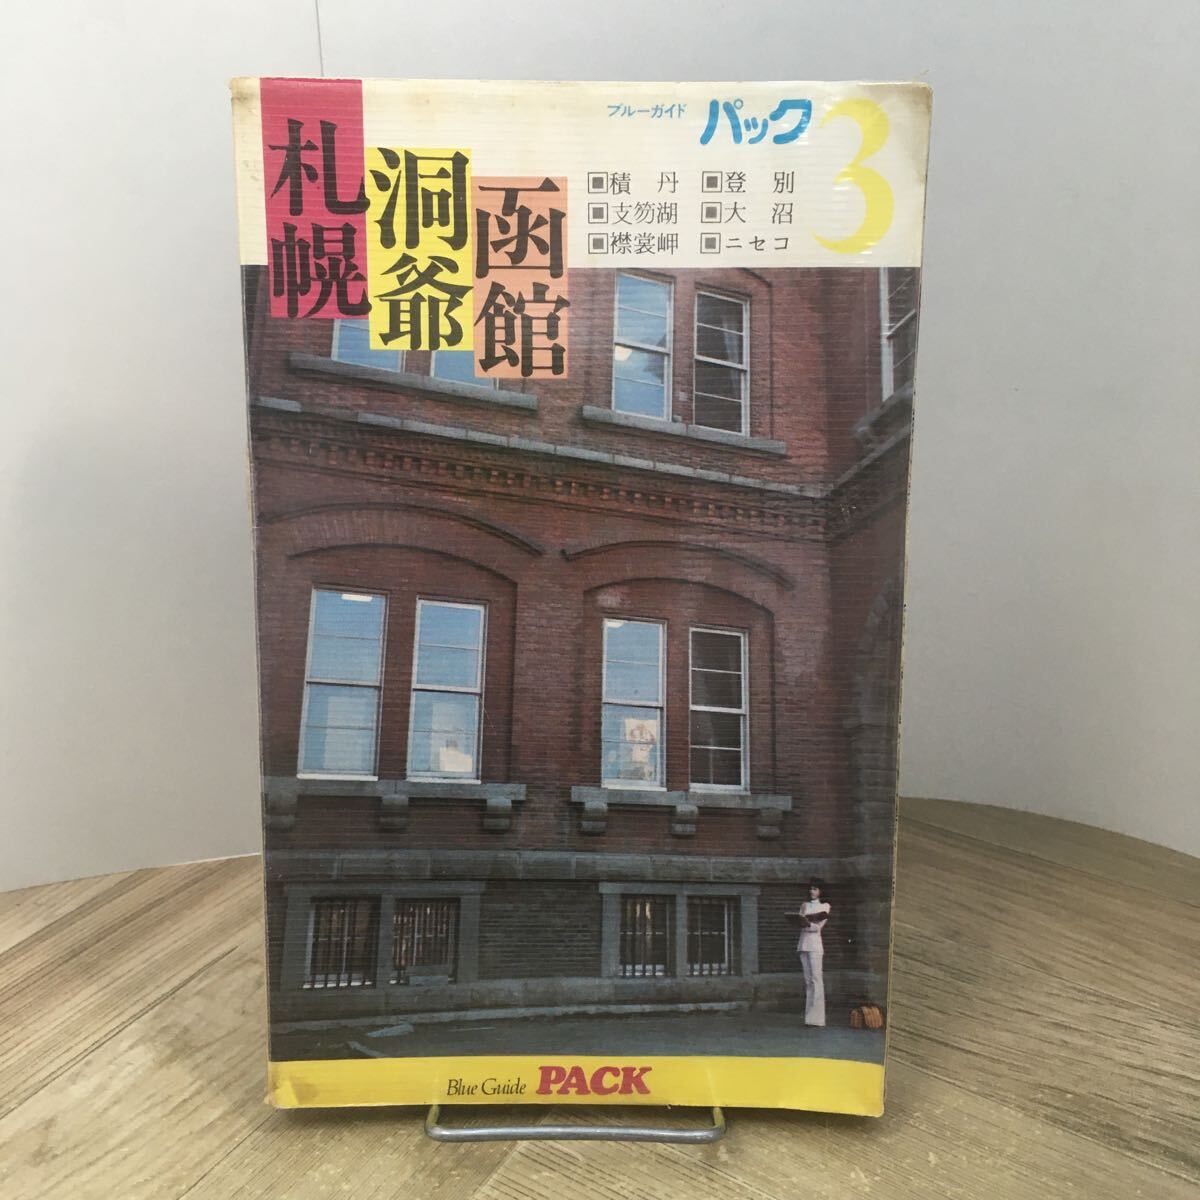 札幌
洞爺
函館
ブルーガイド パック 3
▣積丹 ▣登別
▣支笏湖 ▣大沼
▣襟裳岬 ▣ニセコ
Blue Guide PACK